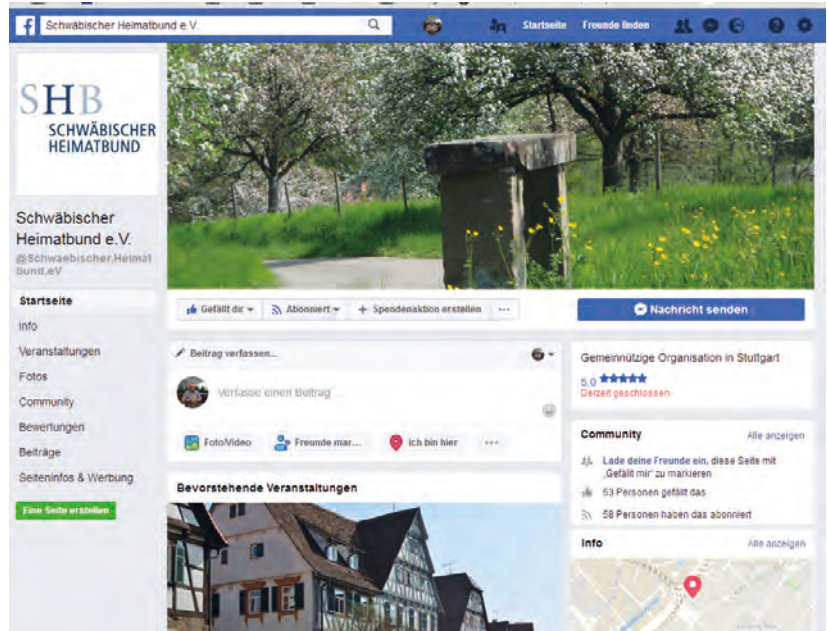 Schwäbischer Heimatbund e.V.
Startseite
Freunde finden
SHB
SCHWÄBISCHER
HEIMATBUND
Schwäbischer
Heimatbund e.V.
@Schwaebischer.Heimat
bund.eV
Startseite
Info
Veranstaltungen
Fotos
Community
Bewertungen
Beiträge
Seiteninfos & Werbung
Eine Seite erstellen
Gefällt dir
Abonniert
+ Spendenaktion erstellen
Nachricht senden
Beitrag verfassen...
Verfasse einen Beitrag ...
Foto/Video
Freunde mar...
Ich bin hier
Bevorstehende Veranstaltungen
Gemeinnützige Organisation in Stuttgart
5,0
Derzeit geschlossen
Community
Alle anzeigen
Lade deine Freunde ein, diese Seite mit
„Gefällt mir“ zu markieren
53 Personen gefällt das
58 Personen haben das abonniert
Info
Alle anzeigen